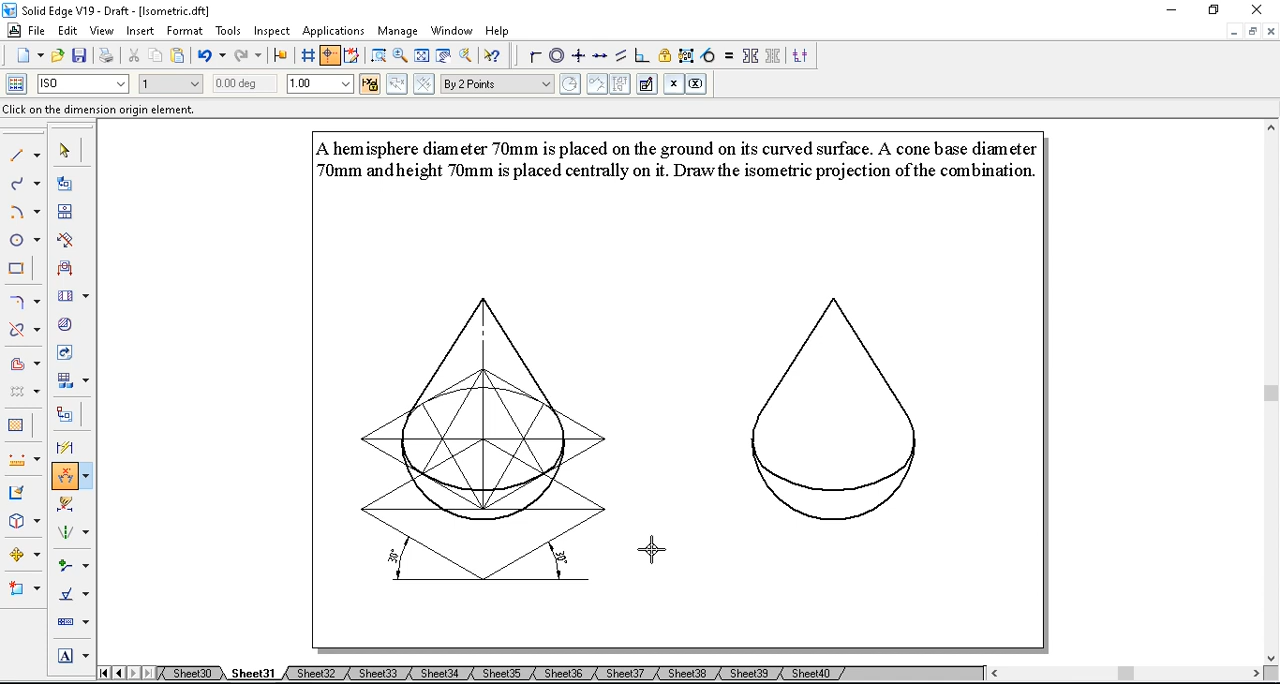 Solid Edge V19 - Draft - [Isometric.dft]
File Edit View Insert Format Tools Inspect Applications Manage Window Help
ISO 1 0.00 deg 1.00 By 2 Points
Click on the dimension origin element.
A hemisphere diameter 70mm is placed on the ground on its curved surface. A cone base diameter
70mm and height 70mm is placed centrally on it. Draw the isometric projection of the combination.
30° 30°
A
Sheet30 Sheet31 Sheet32 Sheet33 Sheet34 Sheet35 Sheet36 Sheet37 Sheet38 Sheet39 Sheet40